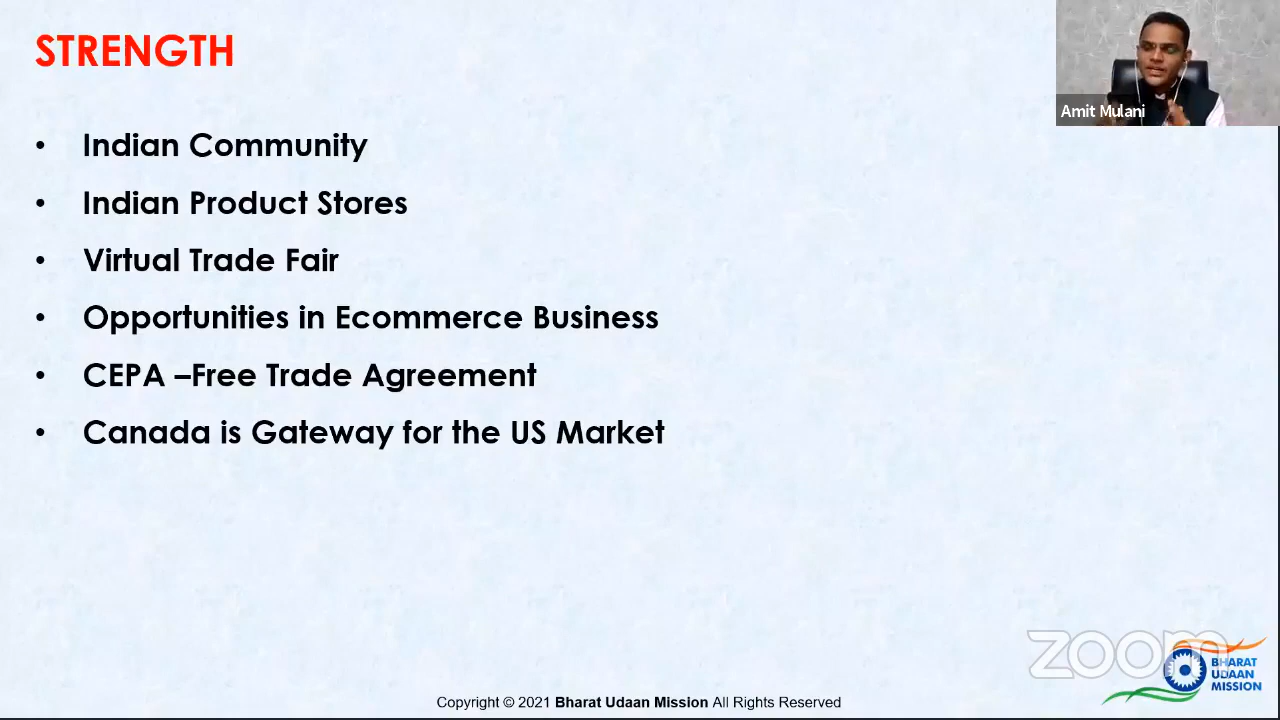 STRENGTH
Amit Mulani
• Indian Community
• Indian Product Stores
• Virtual Trade Fair
• Opportunities in Ecommerce Business
• CEPA –Free Trade Agreement
• Canada is Gateway for the US Market
zoom
BHARAT
UDAAN
MISSION
Copyright © 2021 Bharat Udaan Mission All Rights Reserved